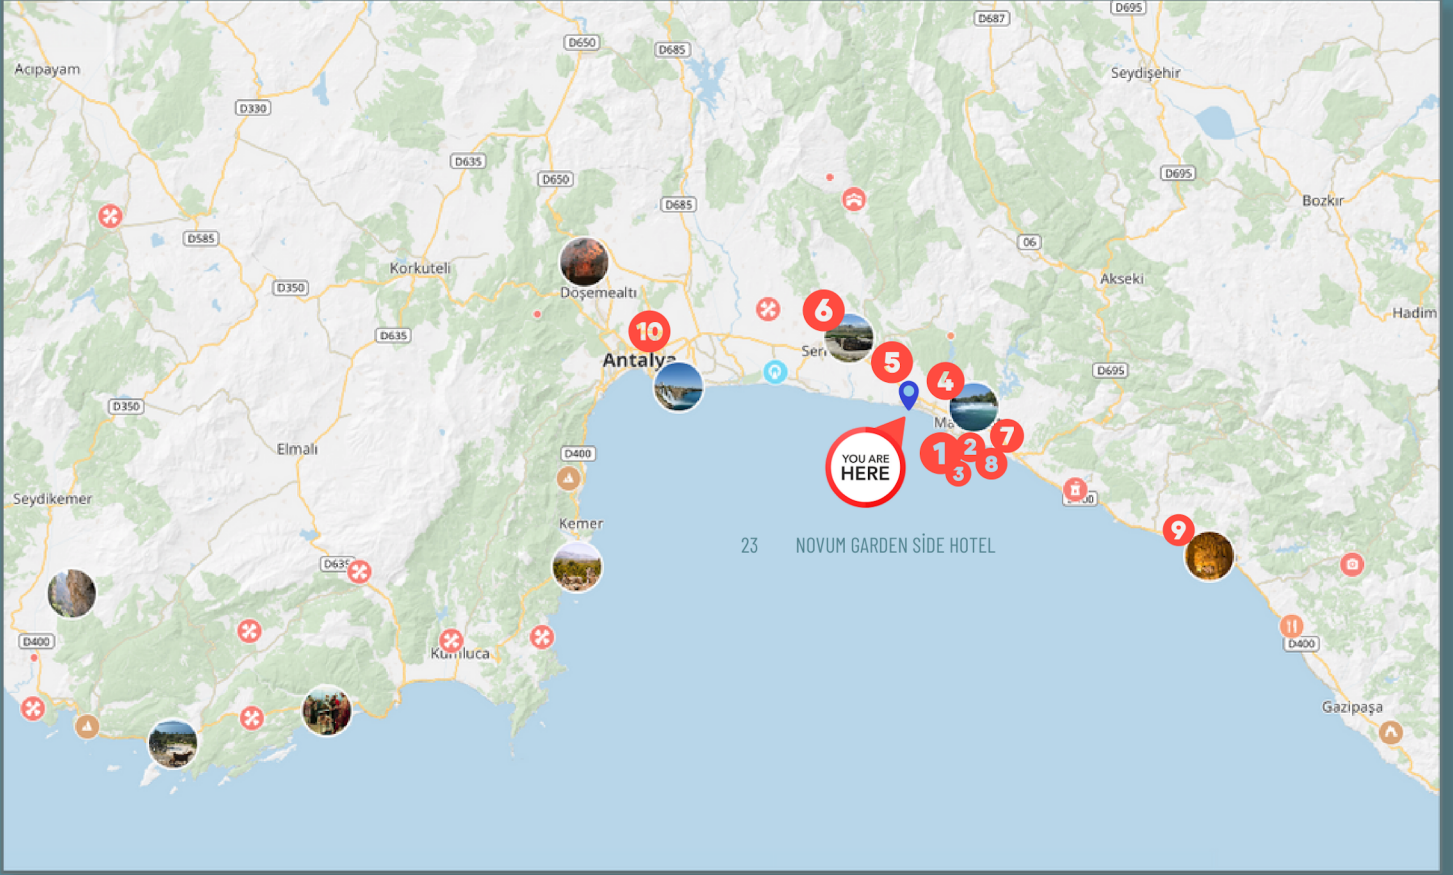 D695
D687
D650
D685
Seydişehir
Acıpayam
D330
D635
D650
D695
Bozkır
D685
D585
06
Korkuteli
Akseki
D350
Döşemealtı
6
Hadim
10
D635
Ser
Antalya
5
D695
4
D350
Ma
7
Elmalı
D400
1
2
YOU ARE
HERE
8
3
Seydikemer
Kemer
9
23 NOVUM GARDEN SİDE HOTEL
D635
D400
D400
Kumluca
Gazipaşa